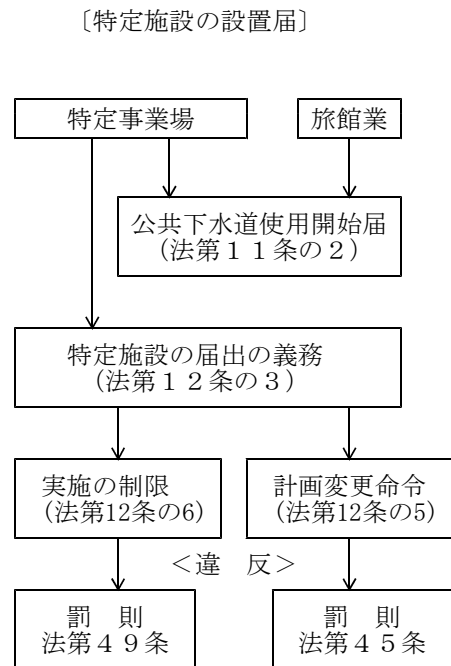 〔特定施設の設置届〕
特定事業場
旅館業
公共下水道使用開始届
（法第１１条の２）
特定施設の届出の義務
（法第１２条の３）
実施の制限
(法第12条の6)
計画変更命令
(法第12条の5)
＜違　反＞
罰　則
法第４９条
罰　則
法第４５条